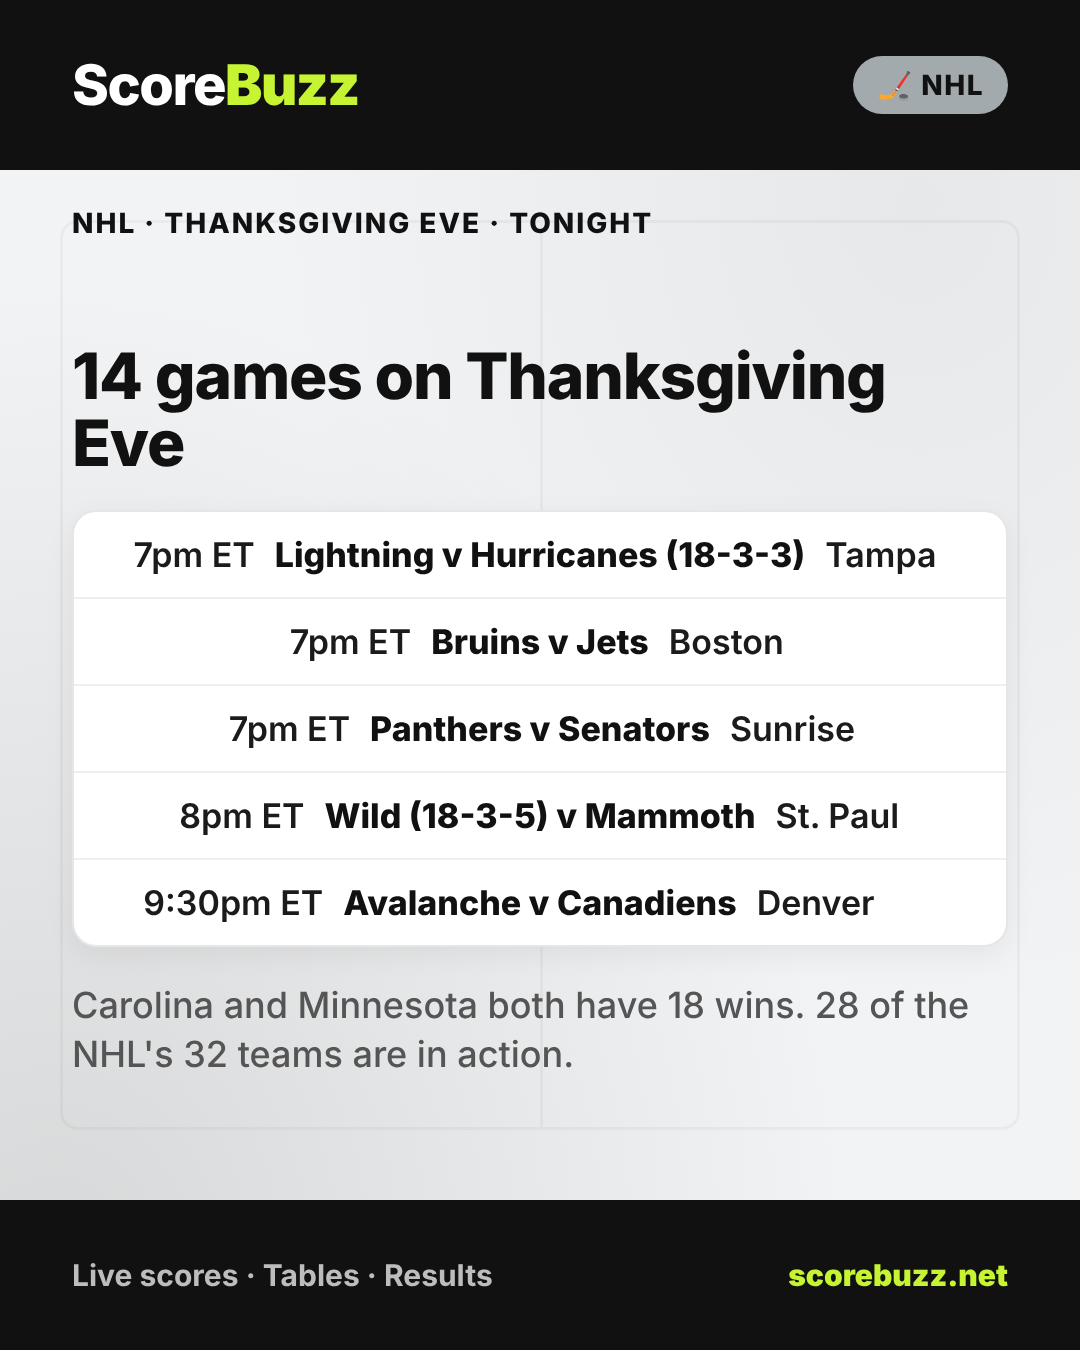 ScoreBuzz
NHL
NHL · THANKSGIVING EVE · TONIGHT
14 games on Thanksgiving
Eve
7pm ET Lightning v Hurricanes (18-3-3) Tampa
7pm ET Bruins v Jets Boston
7pm ET Panthers v Senators Sunrise
8pm ET Wild (18-3-5) v Mammoth St. Paul
9:30pm ET Avalanche v Canadiens Denver
Carolina and Minnesota both have 18 wins. 28 of the
NHL's 32 teams are in action.
Live scores · Tables · Results
scorebuzz.net